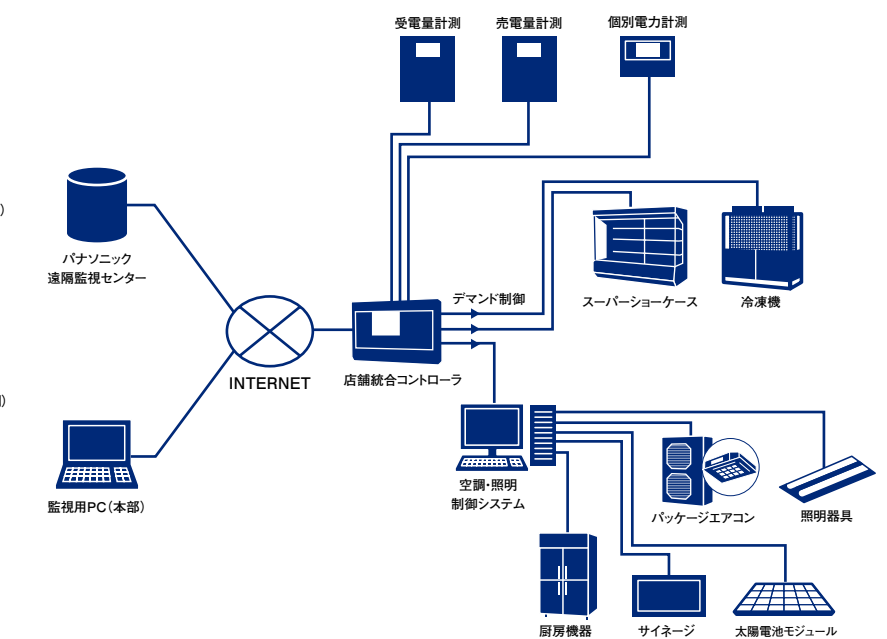 受電量計測
売電量計測
個別電力計測
)
パナソニック
遠隔監視センター
デマンド制御
スーパーショーケース
冷凍機
INTERNET
店舗統合コントローラ
監視用PC(本部)
空調・照明
制御システム
パッケージエアコン
照明器具
厨房機器
サイネージ
太陽電池モジュール